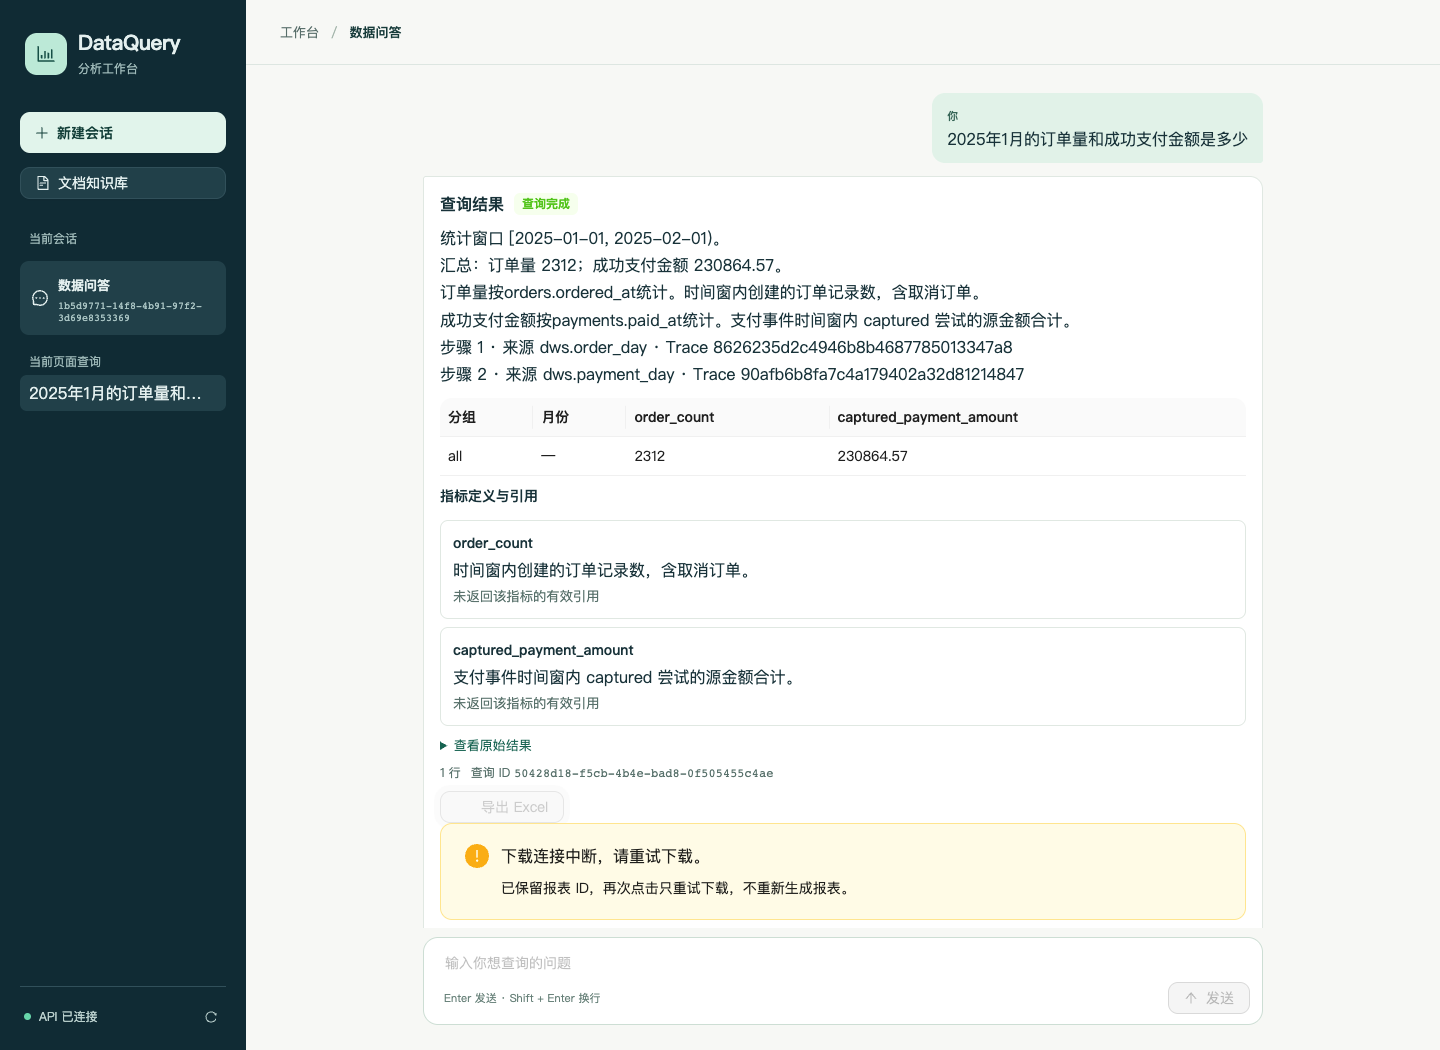 DataQuery
分析工作台
新建会话
文档知识库
当前会话
数据问答
1b5d9771-14f8-4b91-97f2-
3d69e8353369
当前页面查询
2025年1月的订单量和...
API 已连接
工作台 / 数据问答
你
2025年1月的订单量和成功支付金额是多少
查询结果 查询完成
统计窗口 [2025-01-01, 2025-02-01)。
汇总：订单量 2312；成功支付金额 230864.57。
订单量按orders.ordered_at统计。时间窗内创建的订单记录数，含取消订单。
成功支付金额按payments.paid_at统计。支付事件时间窗内 captured 尝试的源金额合计。
步骤 1 · 来源 dws.order_day · Trace 8626235d2c4946b8b4687785013347a8
步骤 2 · 来源 dws.payment_day · Trace 90afb6b8fa7c4a179402a32d81214847
分组 月份 order_count captured_payment_amount
all — 2312 230864.57
指标定义与引用
order_count
时间窗内创建的订单记录数，含取消订单。
未返回该指标的有效引用
captured_payment_amount
支付事件时间窗内 captured 尝试的源金额合计。
未返回该指标的有效引用
查看原始结果
1 行 查询 ID 50428d18-f5cb-4b4e-bad8-0f505455c4ae
导出 Excel
下载连接中断，请重试下载。
已保留报表 ID，再次点击只重试下载，不重新生成报表。
输入你想查询的问题
Enter 发送 · Shift + Enter 换行
发送